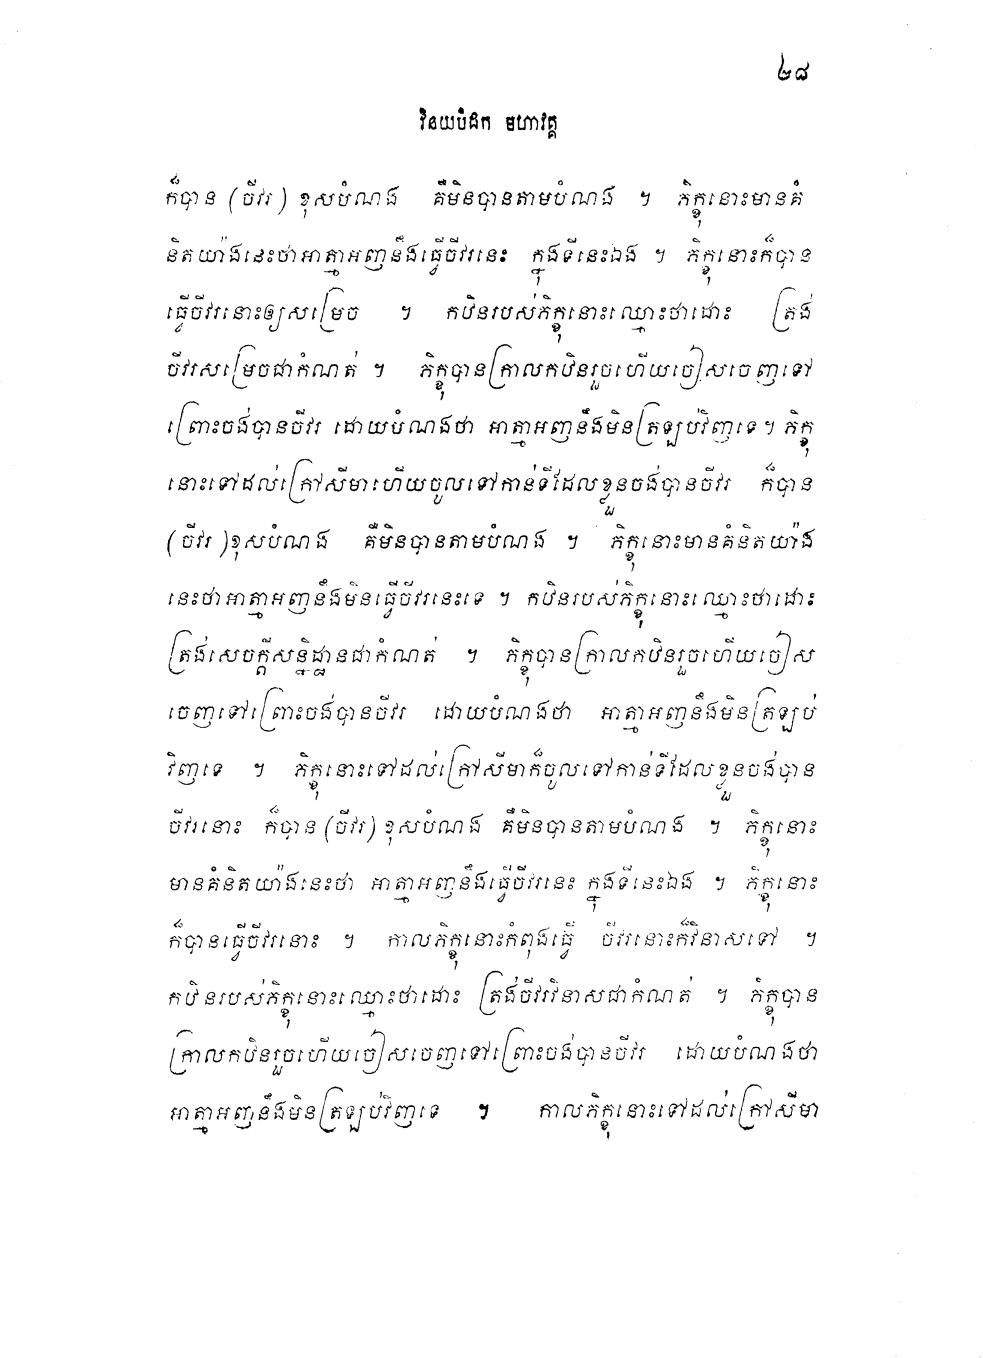 ២៨
វិនយបិដក មហាវគ្គ
ក៏បាន (ចីវរ) ខុសបំណង គឺមិនបានតាមបំណង ។ ភិក្ខុនោះមានគំ
និតយ៉ាងនេះថាអាត្មាអញនឹងធ្វើចីវរនេះ ក្នុងទីនេះឯង ។ ភិក្ខុនោះក៏បាន
ធ្វើចីវរនោះឲ្យសម្រេច ។ កឋិនរបស់ភិក្ខុនោះឈ្មោះថាដោះ ត្រង់
ចីវរសម្រេចជាកំណត់ ។ ភិក្ខុបានក្រាលកឋិនរួចហើយចៀសចេញទៅ
ព្រោះចង់បានចីវរ ដោយបំណងថា អាត្មាអញនឹងមិនត្រឡប់វិញទេ ។ ភិក្ខុ
នោះទៅដល់ក្រៅសីមាហើយចូលទៅកាន់ទីដែលខ្លួនចង់បានចីវរ ក៏បាន
(ចីវរ)ខុសបំណង គឺមិនបានតាមបំណង ។ ភិក្ខុនោះមានគំនិតយ៉ាង
នេះថាអាត្មាអញនឹងមិនធ្វើចីវរនេះទេ ។ កឋិនរបស់ភិក្ខុនោះឈ្មោះថាដោះ
ត្រង់សេចក្តីសន្និដ្ឋានជាកំណត់ ។ ភិក្ខុបានក្រាលកឋិនរួចហើយចៀស
ចេញទៅព្រោះចង់បានចីវរ ដោយបំណងថា អាត្មាអញនឹងមិនត្រឡប់
វិញទេ ។ ភិក្ខុនោះទៅដល់ក្រៅសីមាក៏ចូលទៅកាន់ទីដែលខ្លួនចង់បាន
ចីវរនោះ ក៏បាន (ចីវរ) ខុសបំណង គឺមិនបានតាមបំណង ។ ភិក្ខុនោះ
មានគំនិតយ៉ាងនេះថា អាត្មាអញនឹងធ្វើចីវរនេះ ក្នុងទីនេះឯង ។ ភិក្ខុនោះ
ក៏បានធ្វើចីវរនោះ ។ កាលភិក្ខុនោះកំពុងធ្វើ ចីវរនោះក៏វិនាសទៅ ។
កឋិនរបស់ភិក្ខុនោះឈ្មោះថាដោះ ត្រង់ចីវរវិនាសជាកំណត់ ។ ភិក្ខុបាន
ក្រាលកឋិនរួចហើយចៀសចេញទៅព្រោះចង់បានចីវរ ដោយបំណងថា
អាត្មាអញនឹងមិនត្រឡប់វិញទេ ។ កាលភិក្ខុនោះទៅដល់ក្រៅសីមា